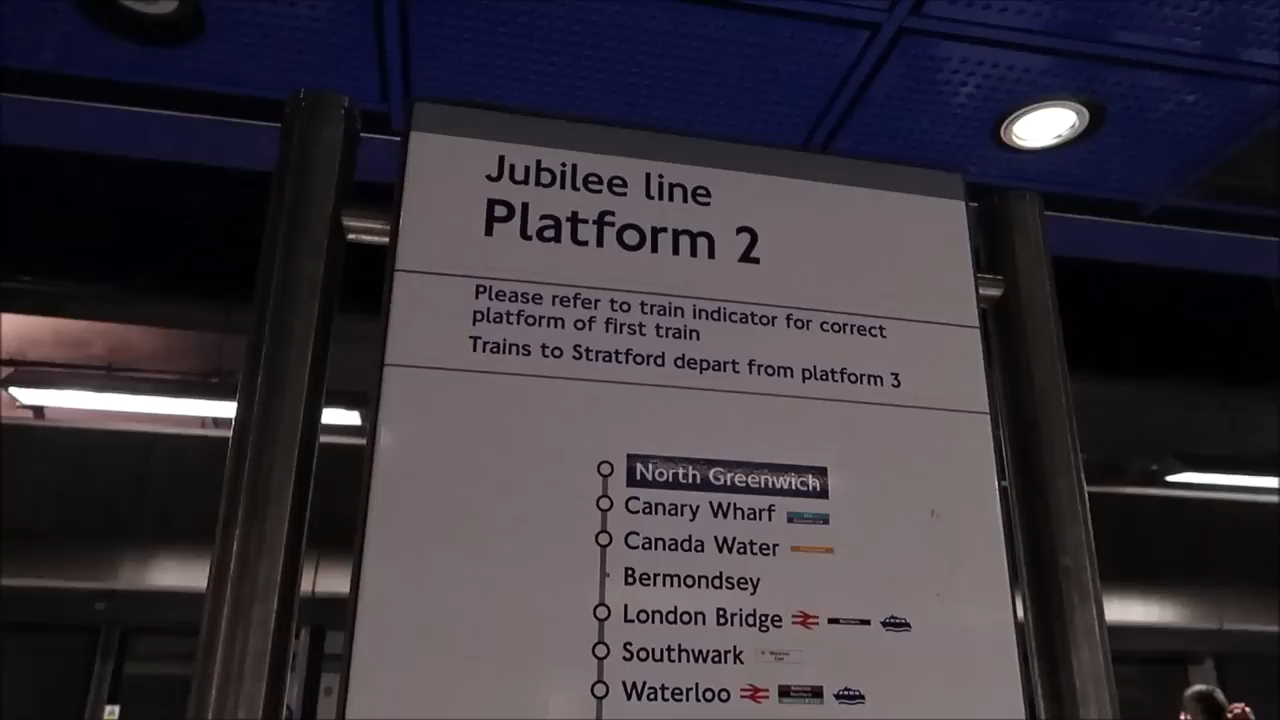 Jubilee line
Platform 2
Please refer to train indicator for correct
platform of first train
Trains to Stratford depart from platform 3
North Greenwich
Canary Wharf
Canada Water
Bermondsey
London Bridge
Southwark
Waterloo